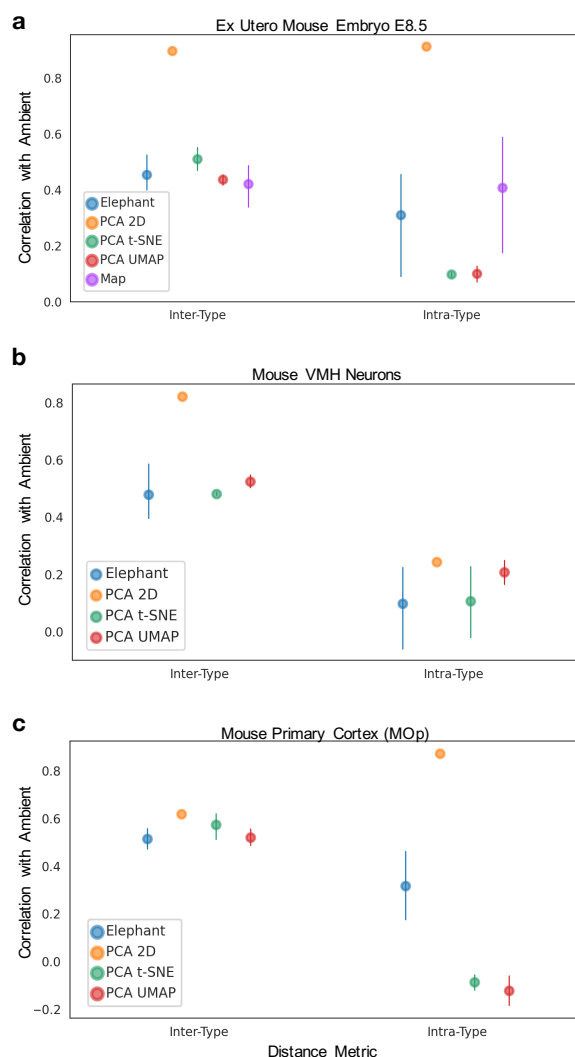 a
Ex Utero Mouse Embryo E8.5
Correlation with Ambient
0.8
0.6
0.4
0.2
0.0
Elephant
PCA 2D
PCA t-SNE
PCA UMAP
Map
Inter-Type
Intra-Type
b
Mouse VMH Neurons
Correlation with Ambient
0.8
0.6
0.4
0.2
0.0
Elephant
PCA 2D
PCA t-SNE
PCA UMAP
Inter-Type
Intra-Type
c
Mouse Primary Cortex (MOp)
Correlation with Ambient
0.8
0.6
0.4
0.2
0.0
−0.2
Elephant
PCA 2D
PCA t-SNE
PCA UMAP
Inter-Type
Intra-Type
Distance Metric